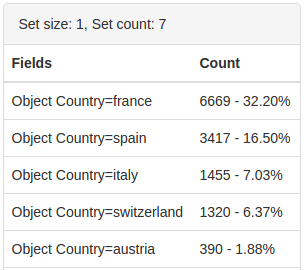 Set size: 1, Set count: 7
Fields Count
Object Country=france 6669 - 32.20%
Object Country=spain 3417 - 16.50%
Object Country=italy 1455 - 7.03%
Object Country=switzerland 1320 - 6.37%
Object Country=austria 390 - 1.88%